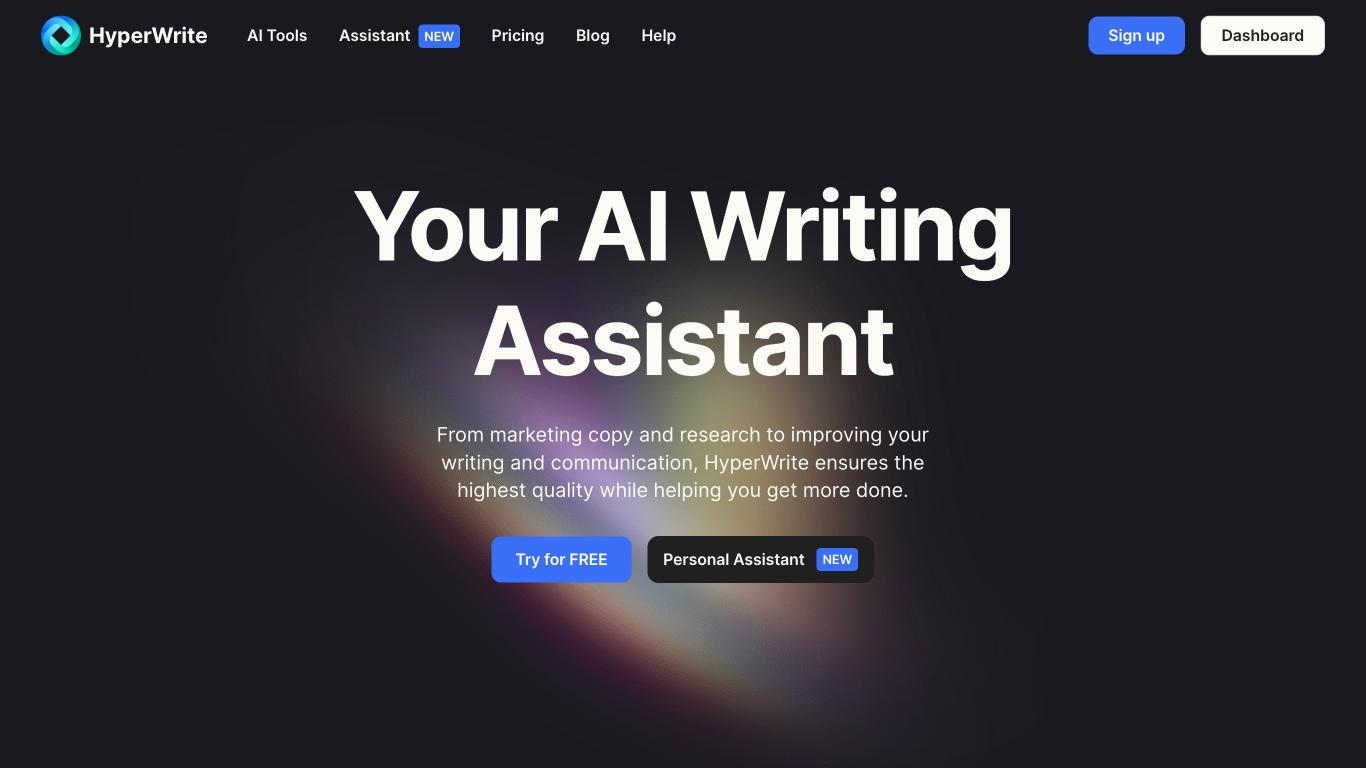 HyperWrite
AI Tools
Assistant NEW
Pricing
Blog
Help
Sign up
Dashboard
Your AI Writing
Assistant
From marketing copy and research to improving your
writing and communication, HyperWrite ensures the
highest quality while helping you get more done.
Try for FREE
Personal Assistant NEW